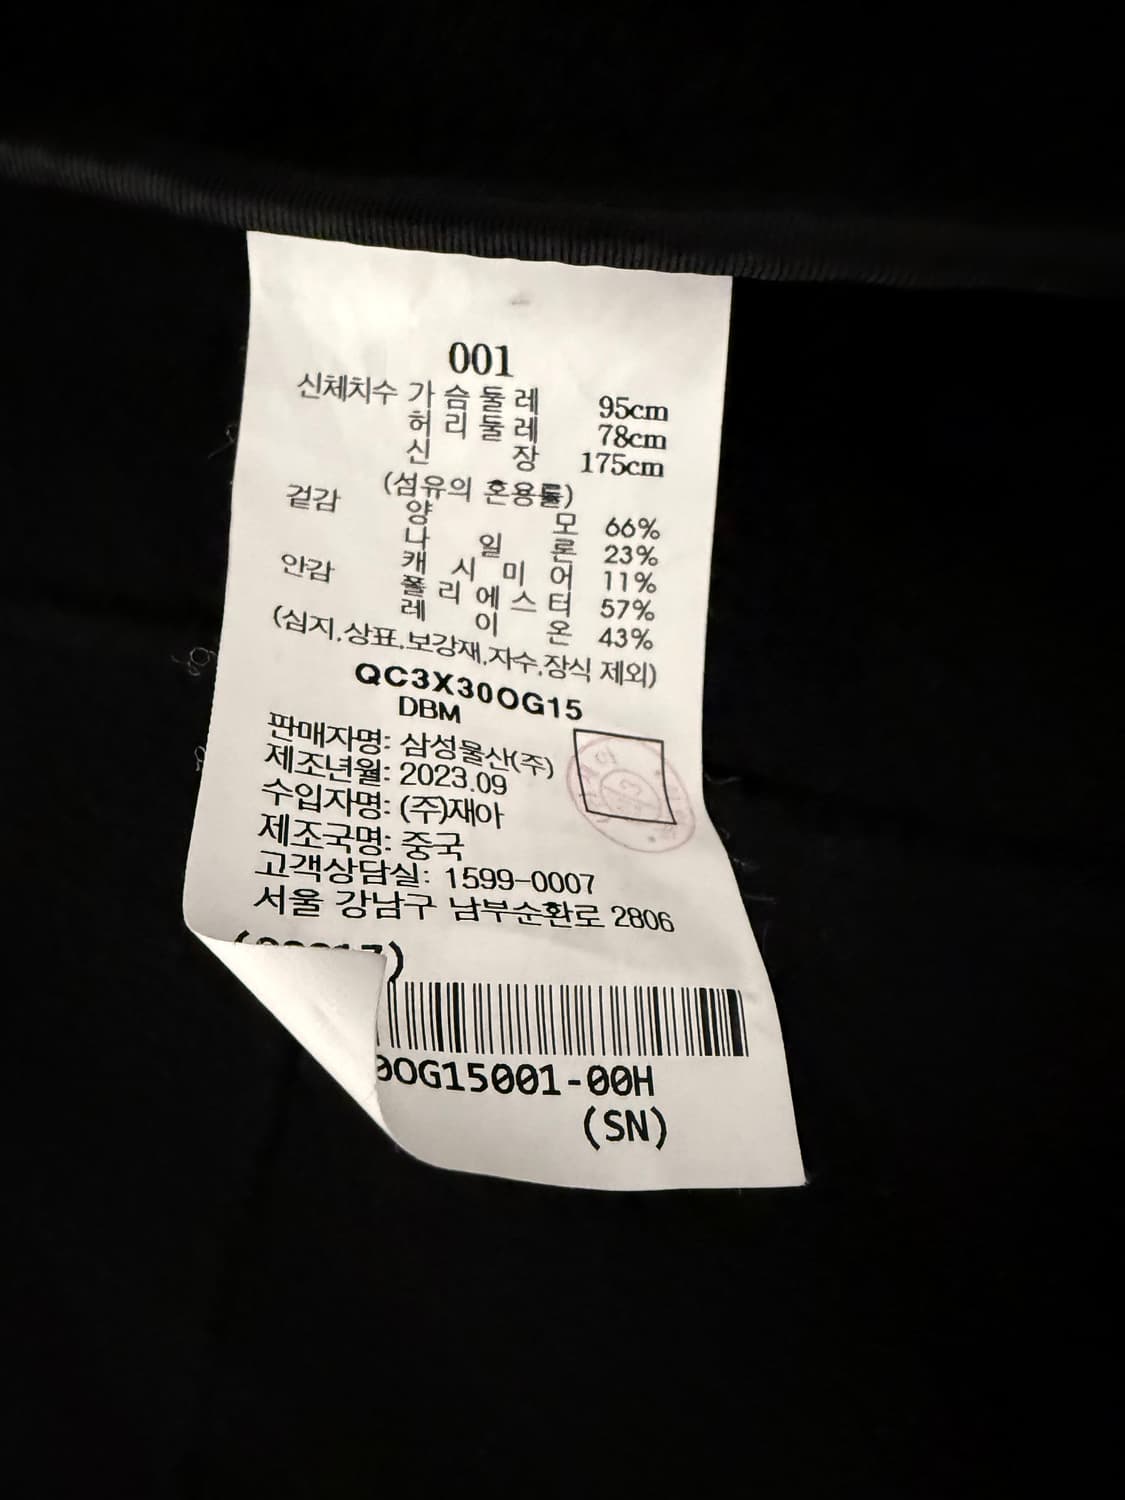 001
신체치수 가슴둘레 95cm
허리둘레 78cm
신장 175cm
(섬유의 혼용률)
겉감 양모 66%
나일론 23%
캐시미어 11%
안감 폴리에스터 57%
레이온 43%
(심지,상표,보강재,자수,장식 제외)
QC3X30OG15
DBM
판매자명: 삼성물산(주)
제조년월: 2023.09
수입자명: (주)재아
제조국명: 중국
고객상담실: 1599-0007
서울 강남구 남부순환로 2806
0OG15001-00H
(SN)